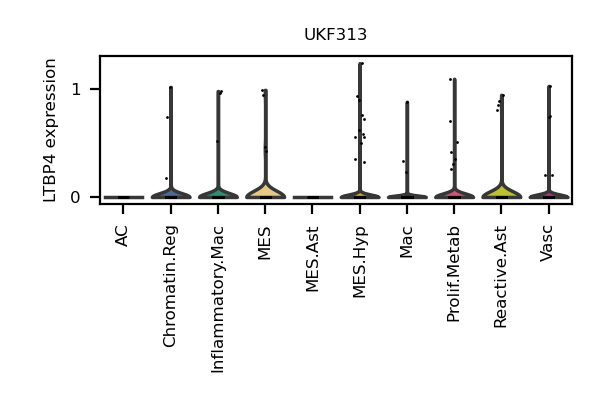 UKF313
LTBP4 expression
1
0
AC
Chromatin.Reg
Inflammatory.Mac
MES
MES.Ast
MES.Hyp
Mac
Prolif.Metab
Reactive.Ast
Vasc